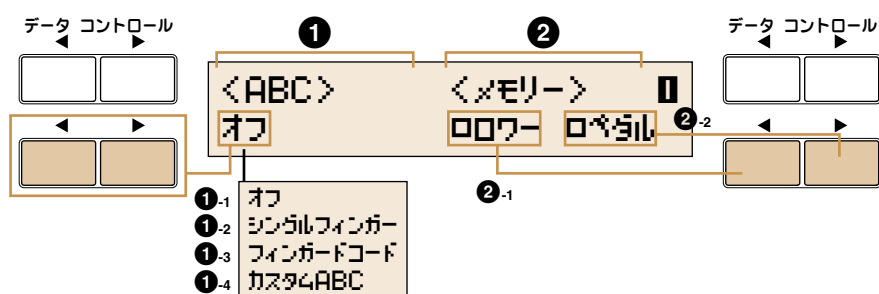 データ コントロール
◀ ▶
❶
❷
データ コントロール
◀ ▶
<ABC> <メモリー>
オフ □ロワー □ペダル
◀ ▶
◀ ▶
❷-2
❷-1
❶-1 オフ
❶-2 シングルフィンガー
❶-3 フィンガードコード
❶-4 カスタムABC